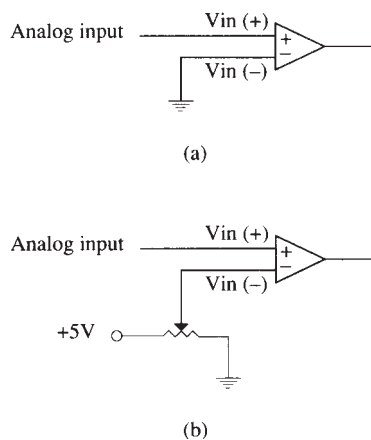 Vin (+)
Analog input
+
−
Vin (−)
(a)
Vin (+)
Analog input
+
−
Vin (−)
+5V
(b)